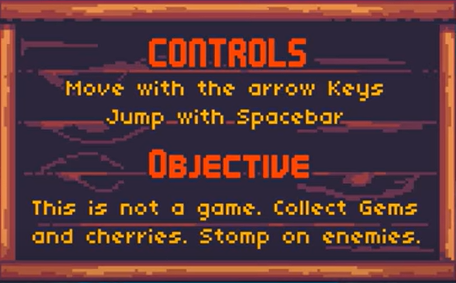 CONTROLS
Move with the arrow Keys
Jump with Spacebar
OBJECTIVE
This is not a game. Collect Gems
and cherries. Stomp on enemies.